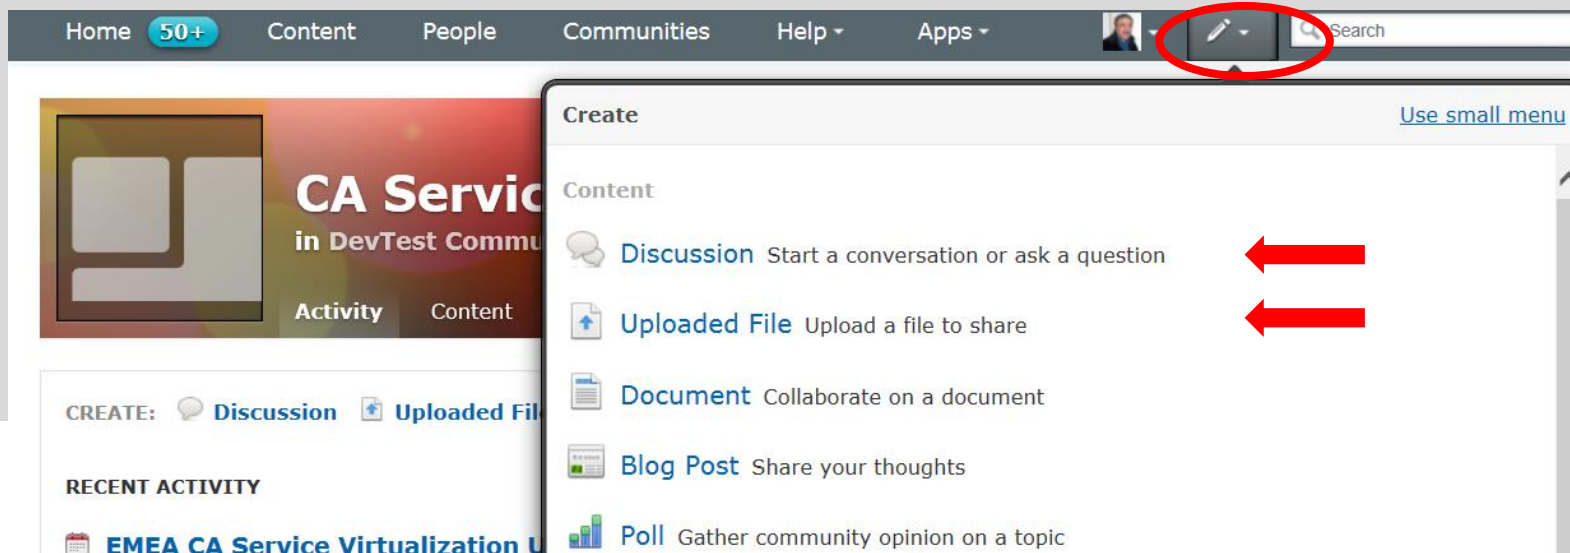 Home 50+ Content People Communities Help Apps Search
Create Use small menu
Content
CA Servic
in DevTest Commu
Discussion Start a conversation or ask a question
Activity Content
Uploaded File Upload a file to share
Document Collaborate on a document
CREATE: Discussion Uploaded File
Blog Post Share your thoughts
RECENT ACTIVITY
Poll Gather community opinion on a topic
EMEA CA Service Virtualization U